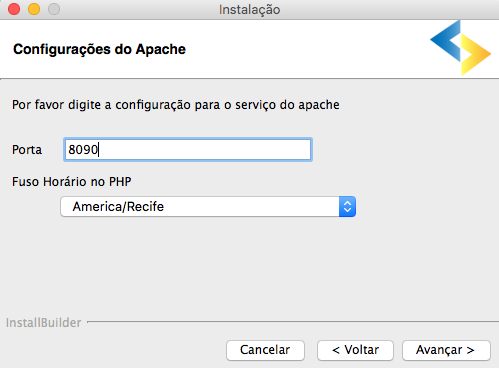 Instalação
Configurações do Apache
Por favor digite a configuração para o serviço do apache
Porta 8090
Fuso Horário no PHP
America/Recife
InstallBuilder
Cancelar < Voltar Avançar >